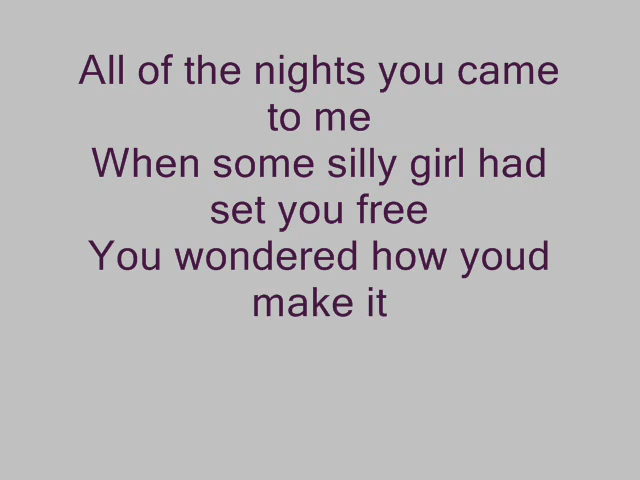 All of the nights you came
to me
When some silly girl had
set you free
You wondered how youd
make it